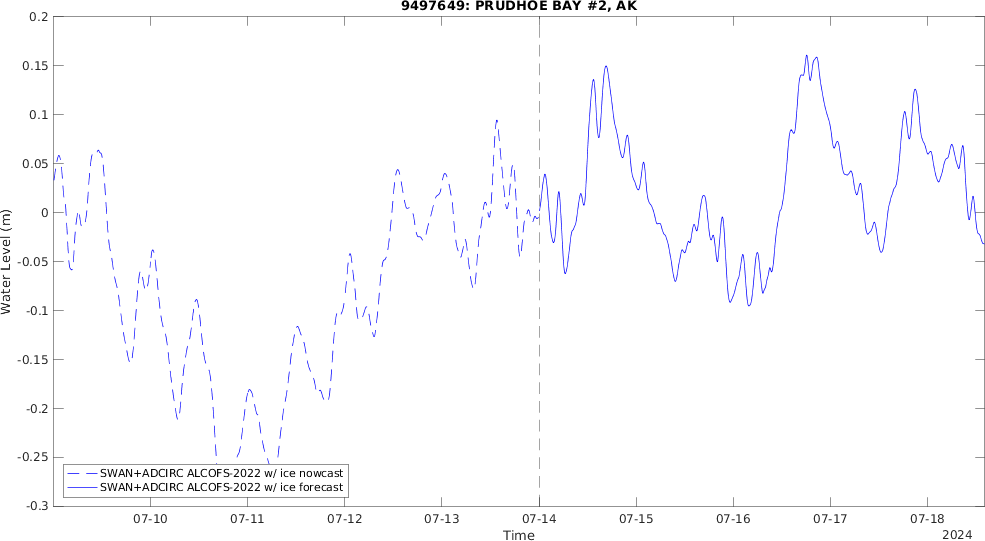 9497649: PRUDHOE BAY #2, AK
0.2
0.15
0.1
0.05
0
-0.05
-0.1
-0.15
-0.2
-0.25
-0.3
Water Level (m)
SWAN+ADCIRC ALCOFS-2022 w/ ice nowcast
SWAN+ADCIRC ALCOFS-2022 w/ ice forecast
07-10 07-11 07-12 07-13 07-14 07-15 07-16 07-17 07-18
Time
2024